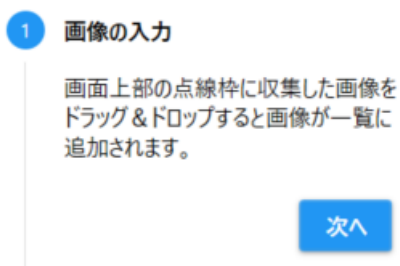 1 画像の入力
画面上部の点線枠に収集した画像を
ドラッグ＆ドロップすると画像が一覧に
追加されます。
次へ